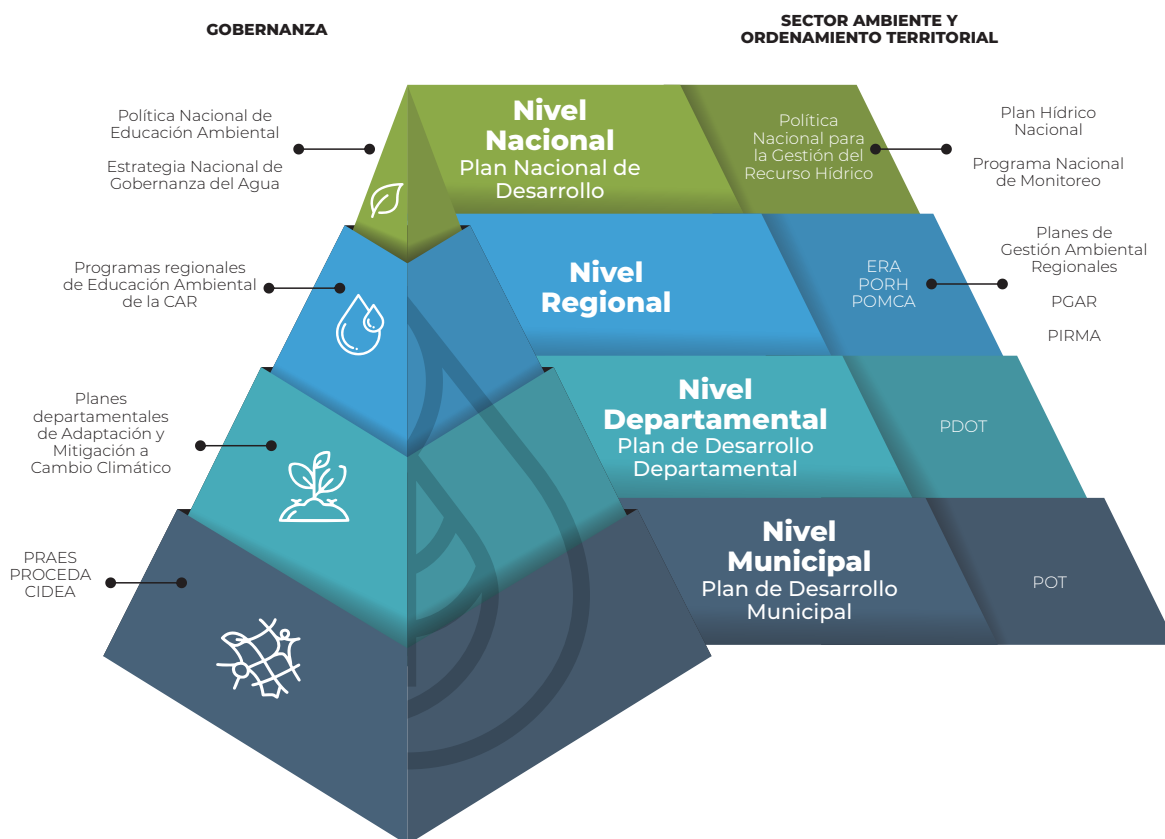 GOBERNANZA
SECTOR AMBIENTE Y
ORDENAMIENTO TERRITORIAL
Política Nacional de
Educación Ambiental
Estrategia Nacional de
Gobernanza del Agua
Nivel
Nacional
Plan Nacional de
Desarrollo
Política
Nacional para
la Gestión del
Recurso Hídrico
Plan Hídrico
Nacional
Programa Nacional
de Monitoreo
Programas regionales
de Educación Ambiental
de la CAR
Nivel
Regional
ERA
PORH
POMCA
Planes de
Gestión Ambiental
Regionales
PGAR
PIRMA
Planes
departamentales
de Adaptación y
Mitigación a
Cambio Climático
Nivel
Departamental
Plan de Desarrollo
Departamental
PDOT
PRAES
PROCEDA
CIDEA
Nivel
Municipal
Plan de Desarrollo
Municipal
POT